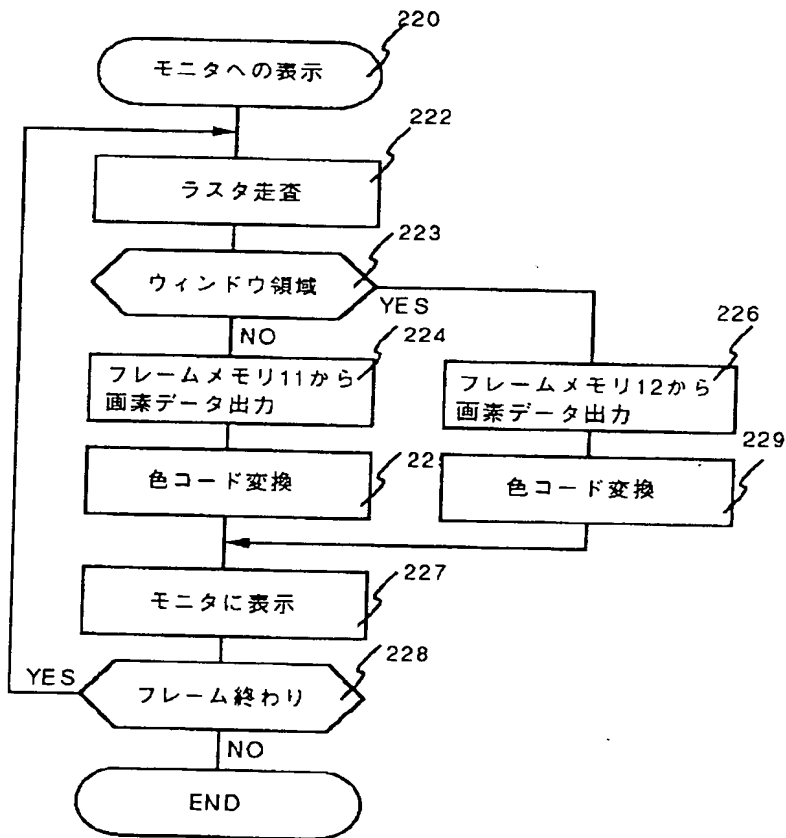 220
モニタへの表示
222
ラスタ走査
223
ウィンドウ領域
YES
NO
224
226
フレームメモリ11から
画素データ出力
フレームメモリ12から
画素データ出力
22
229
色コード変換
色コード変換
227
モニタに表示
228
YES
フレーム終わり
NO
END